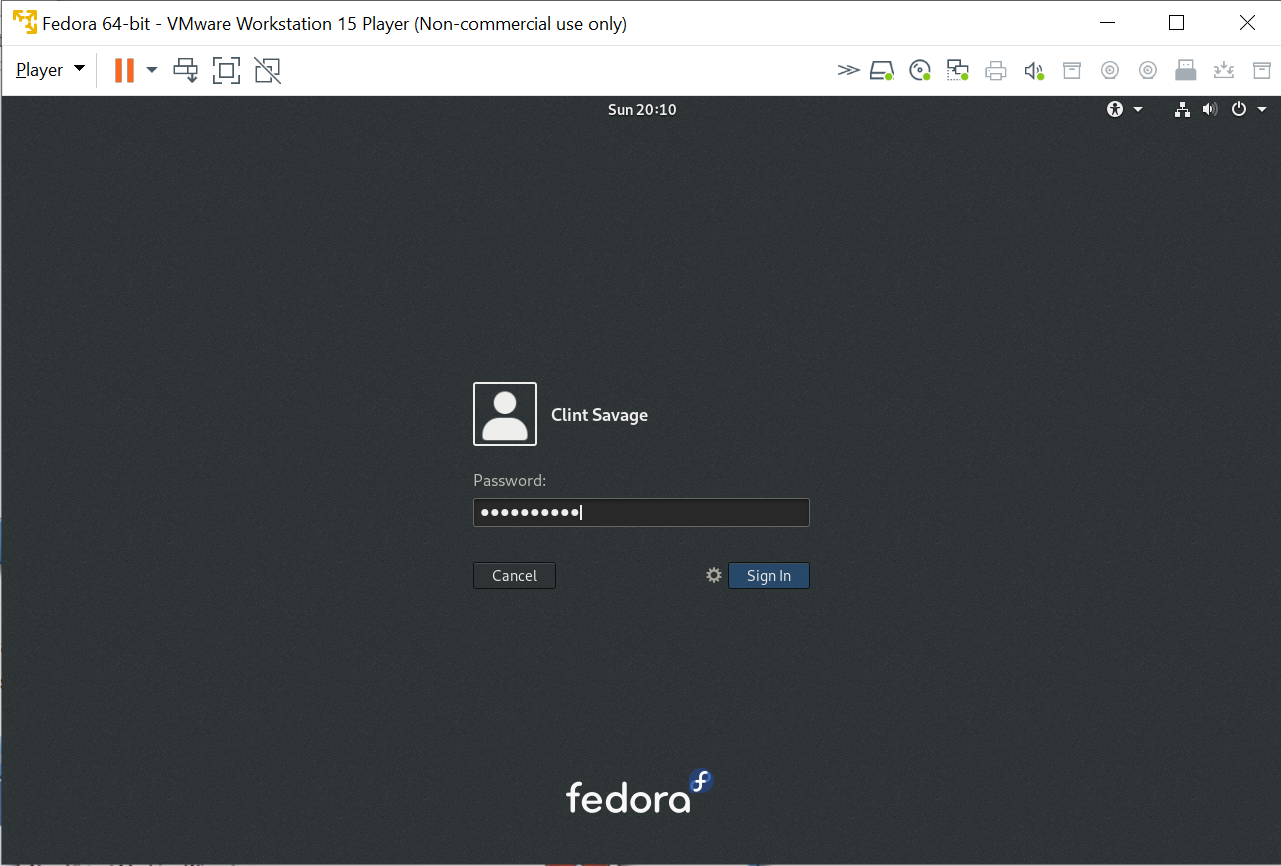 Fedora 64-bit - VMware Workstation 15 Player (Non-commercial use only)
Player
Sun 20:10
Clint Savage
Password:
Cancel
Sign In
fedora